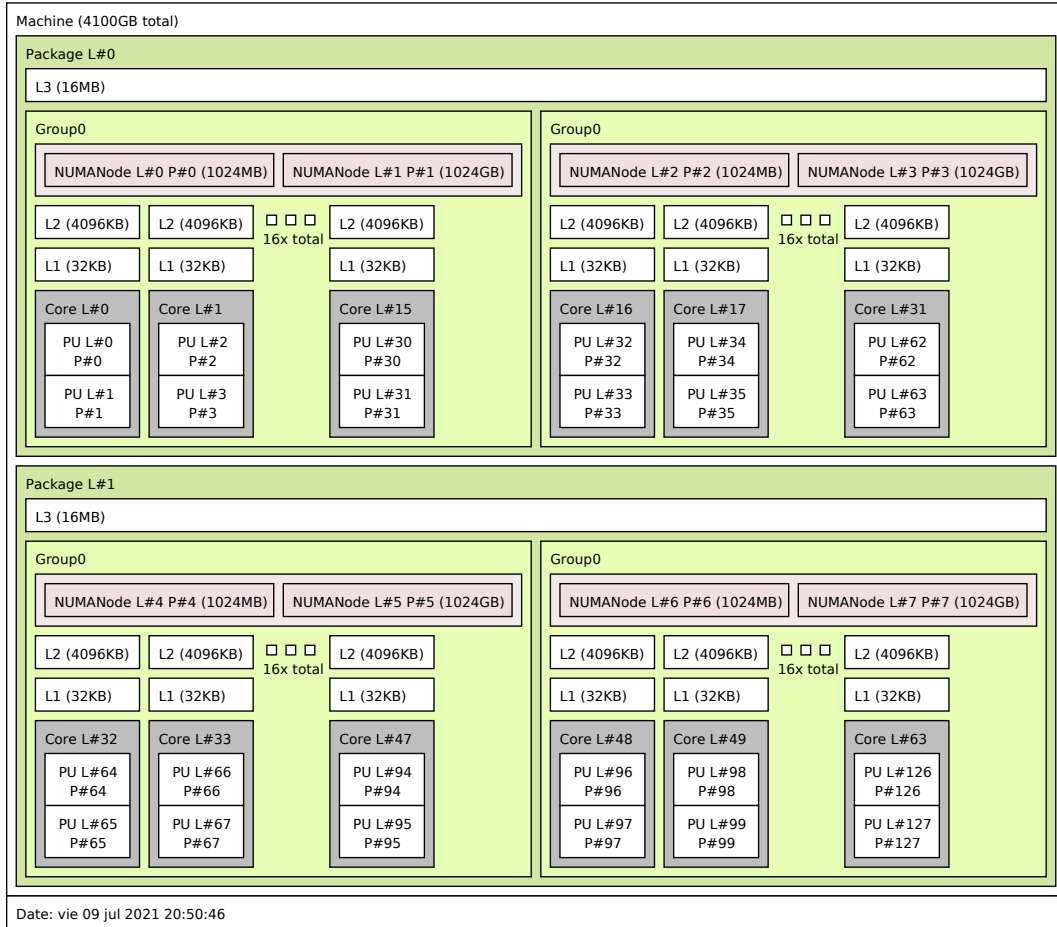 Machine (4100GB total)
Package L#0
L3 (16MB)
Group0
NUMANode L#0 P#0 (1024MB)
NUMANode L#1 P#1 (1024GB)
L2 (4096KB)
L2 (4096KB)
16x total
L2 (4096KB)
L1 (32KB)
L1 (32KB)
L1 (32KB)
Core L#0
PU L#0
P#0
PU L#1
P#1
Core L#1
PU L#2
P#2
PU L#3
P#3
Core L#15
PU L#30
P#30
PU L#31
P#31
Group0
NUMANode L#2 P#2 (1024MB)
NUMANode L#3 P#3 (1024GB)
L2 (4096KB)
L2 (4096KB)
16x total
L2 (4096KB)
L1 (32KB)
L1 (32KB)
L1 (32KB)
Core L#16
PU L#32
P#32
PU L#33
P#33
Core L#17
PU L#34
P#34
PU L#35
P#35
Core L#31
PU L#62
P#62
PU L#63
P#63
Package L#1
L3 (16MB)
Group0
NUMANode L#4 P#4 (1024MB)
NUMANode L#5 P#5 (1024GB)
L2 (4096KB)
L2 (4096KB)
16x total
L2 (4096KB)
L1 (32KB)
L1 (32KB)
L1 (32KB)
Core L#32
PU L#64
P#64
PU L#65
P#65
Core L#33
PU L#66
P#66
PU L#67
P#67
Core L#47
PU L#94
P#94
PU L#95
P#95
Group0
NUMANode L#6 P#6 (1024MB)
NUMANode L#7 P#7 (1024GB)
L2 (4096KB)
L2 (4096KB)
16x total
L2 (4096KB)
L1 (32KB)
L1 (32KB)
L1 (32KB)
Core L#48
PU L#96
P#96
PU L#97
P#97
Core L#49
PU L#98
P#98
PU L#99
P#99
Core L#63
PU L#126
P#126
PU L#127
P#127
Date: vie 09 jul 2021 20:50:46